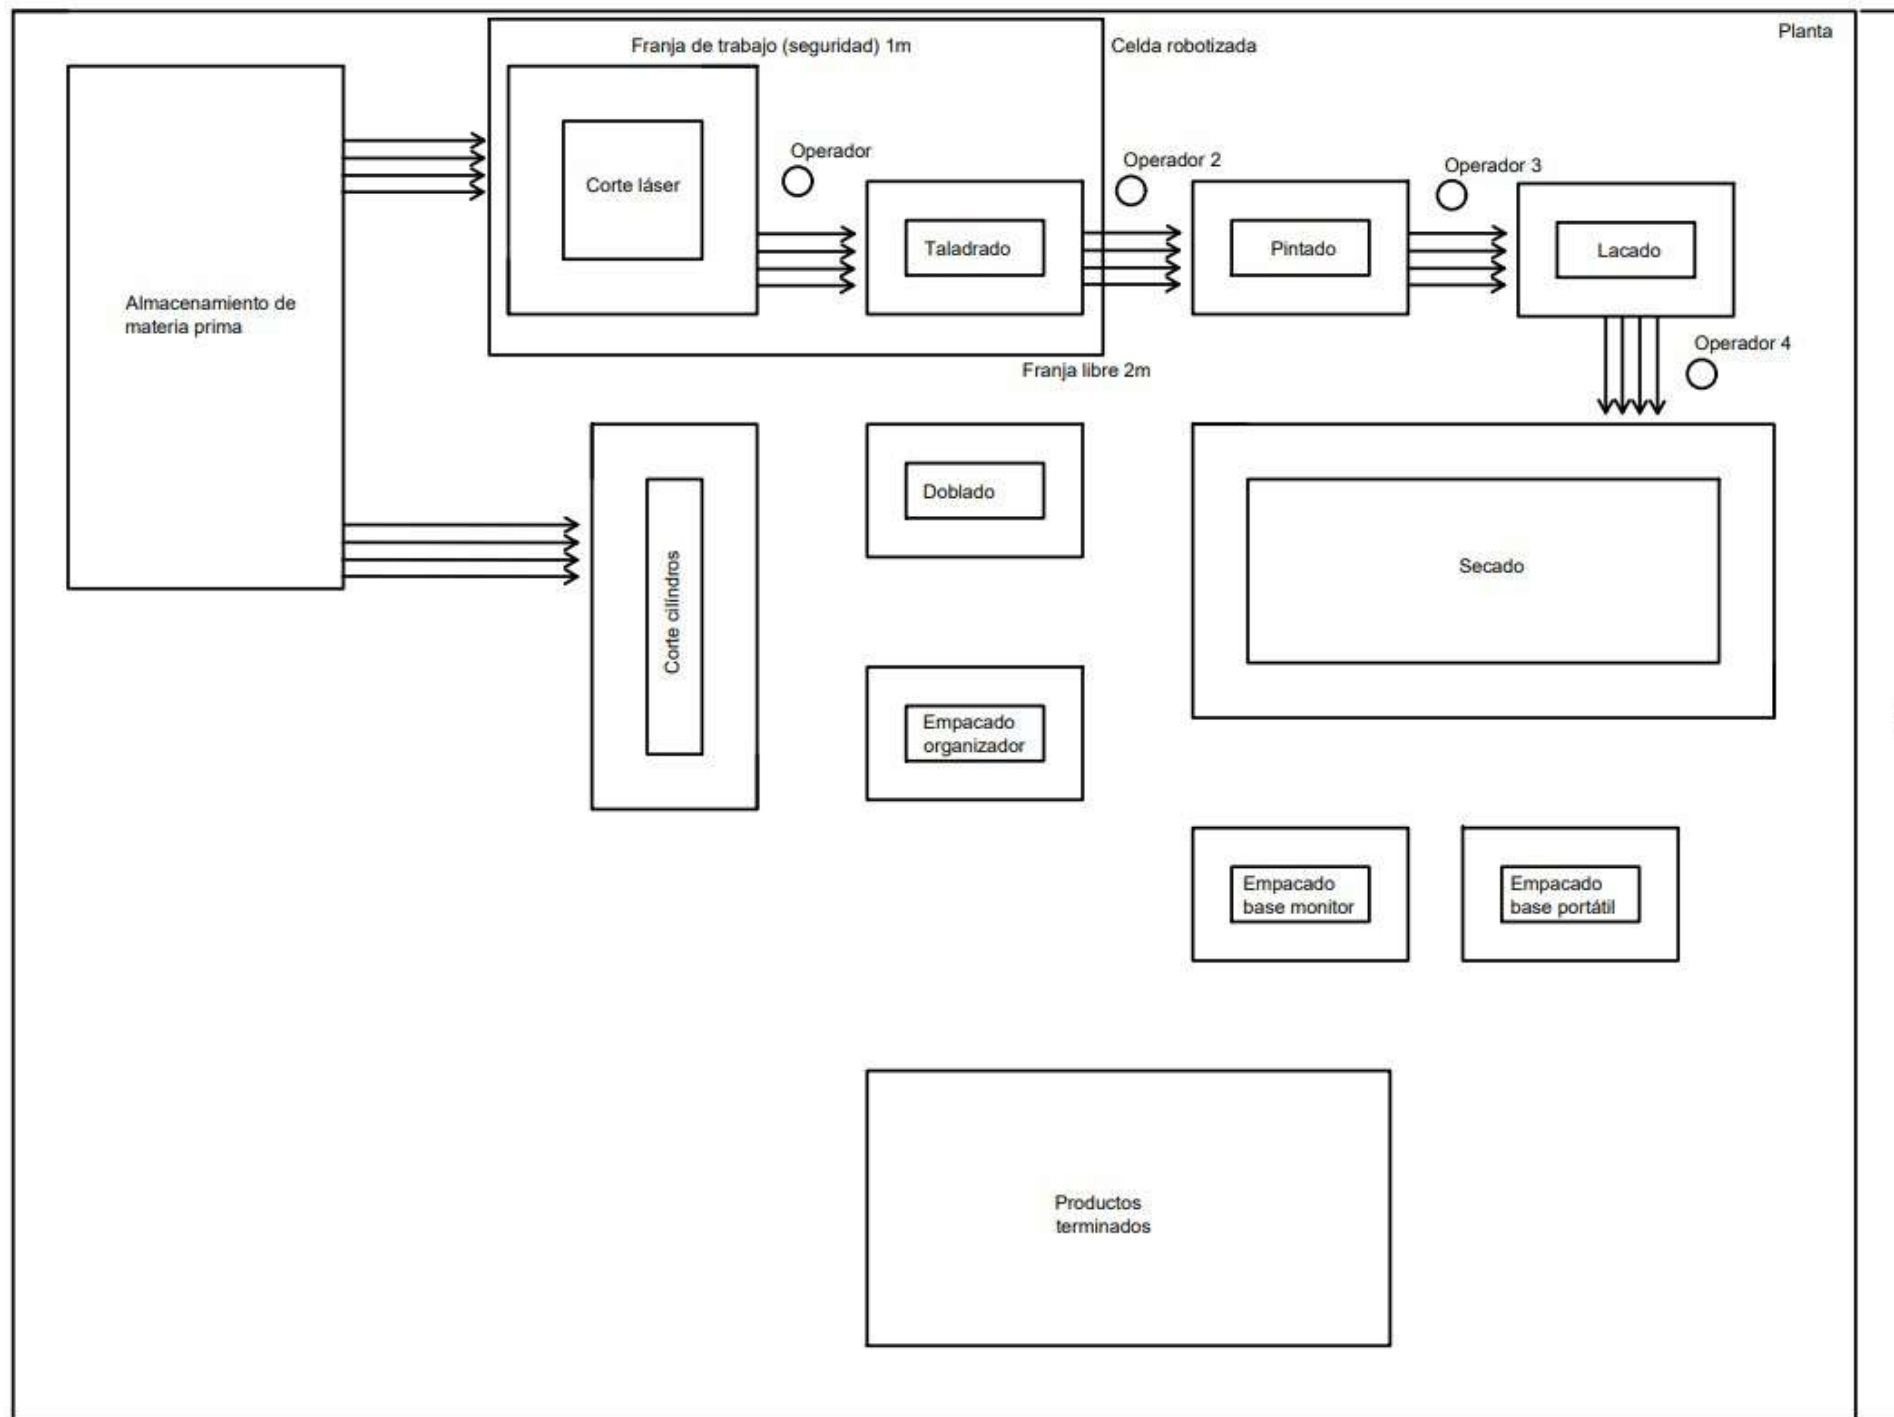 Planta
Franja de trabajo (seguridad) 1m
Celda robotizada
Operador
Operador 2
Operador 3
Corte láser
Taladrado
Pintado
Lacado
Almacenamiento de
materia prima
Operador 4
Franja libre 2m
Doblado
Secado
Corte cilindros
Empacado
organizador
Empacado
base monitor
Empacado
base portátil
Productos
terminados